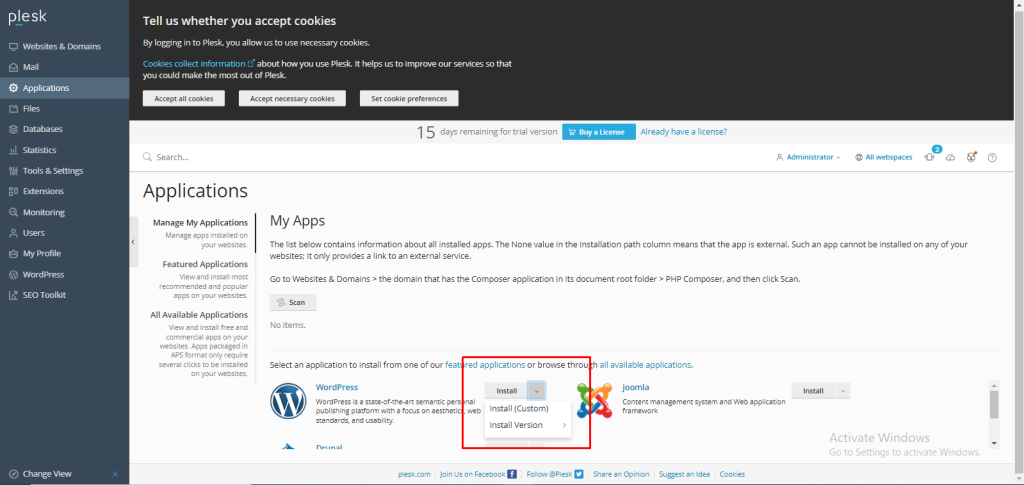 plesk
Websites & Domains
Mail
Applications
Files
Databases
Statistics
Tools & Settings
Extensions
Monitoring
Users
My Profile
WordPress
SEO Toolkit
Change View
Tell us whether you accept cookies
By logging in to Plesk, you allow us to use necessary cookies.
Cookies collect information about how you use Plesk. It helps us to improve our services so that
you could make the most out of Plesk.
Accept all cookies
Accept necessary cookies
Set cookie preferences
15 days remaining for trial version
Buy a License
Already have a license?
Search...
Administrator
All webspaces
2
Applications
Manage My Applications
Manage apps installed on
your websites.
Featured Applications
View and install most
recommended and popular
apps on your websites.
All Available Applications
View and install free and
commercial apps on your
websites. Apps packaged in
APS format only require
several clicks to be installed
on your websites.
My Apps
The list below contains information about all installed apps. The None value in the Installation path column means that the app is external. Such an app cannot be installed on any of your
websites; it only provides a link to an external service.
Go to Websites & Domains > the domain that has the Composer application in its document root folder > PHP Composer, and then click Scan.
Scan
No items.
Select an application to install from one of our featured applications or browse through all available applications.
WordPress
WordPress is a state-of-the-art semantic personal
publishing platform with a focus on aesthetics, web
standards, and usability.
Install
Install (Custom)
Install Version
joomla
Content management system and Web application
framework
Install
Drupal
Activate Windows
Go to Settings to activate Windows.
plesk.com
Join Us on Facebook
Follow @Plesk
Share an Opinion
Suggest an Idea
Cookies